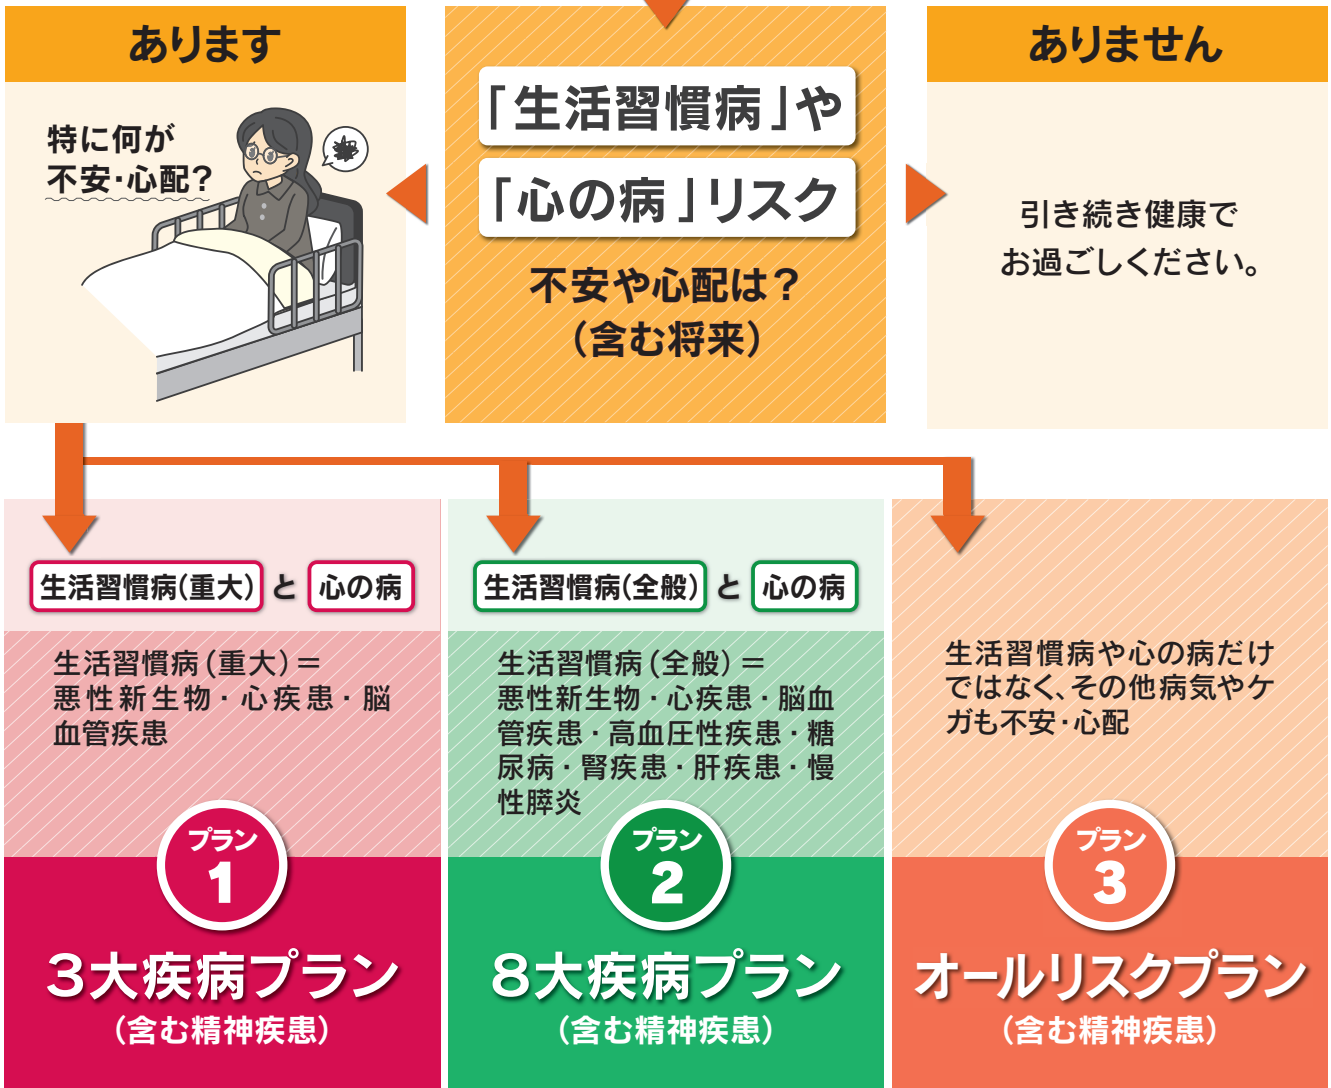 あります
特に何が
不安・心配？
「生活習慣病」や
「心の病」リスク
不安や心配は？
（含む将来）
ありません
引き続き健康で
お過ごしください。
生活習慣病(重大) と 心の病
生活習慣病(重大)＝
悪性新生物・心疾患・脳
血管疾患
プラン
1
3大疾病プラン
（含む精神疾患）
生活習慣病(全般) と 心の病
生活習慣病(全般)＝
悪性新生物・心疾患・脳血
管疾患・高血圧性疾患・糖
尿病・腎疾患・肝疾患・慢
性膵炎
プラン
2
8大疾病プラン
（含む精神疾患）
生活習慣病や心の病だけ
ではなく、その他病気やケ
ガも不安・心配
プラン
3
オールリスクプラン
（含む精神疾患）